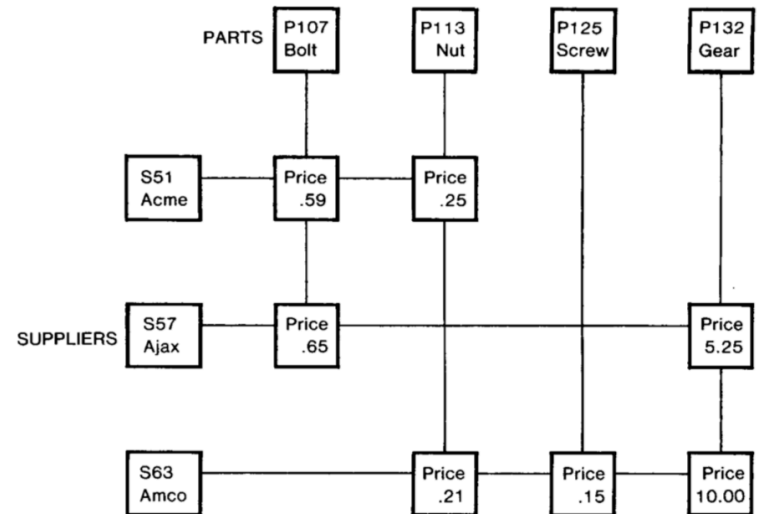 PARTS
P107
Bolt
P113
Nut
P125
Screw
P132
Gear
S51
Acme
Price
.59
Price
.25
SUPPLIERS
S57
Ajax
Price
.65
Price
5.25
S63
Amco
Price
.21
Price
.15
Price
10.00